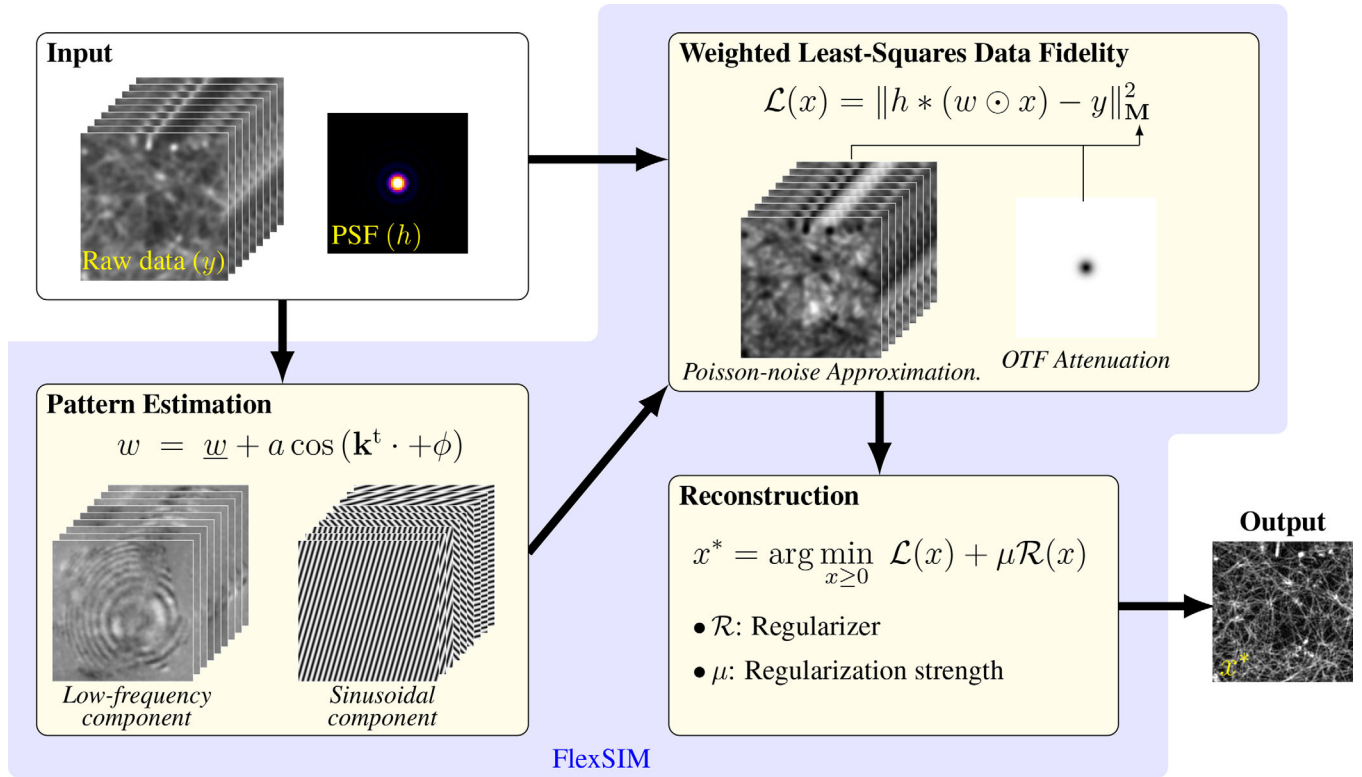 Input
Raw data (y)
PSF (h)
Weighted Least-Squares Data Fidelity
ℒ(x) = ‖h ∗ (w ⊙ x) − y‖²_M
Poisson-noise Approximation.
OTF Attenuation
Pattern Estimation
w = w̲ + a cos (kᵗ · +ϕ)
Low-frequency
component
Sinusoidal
component
Reconstruction
x* = arg min ℒ(x) + μℛ(x)
x≥0
• ℛ: Regularizer
• μ: Regularization strength
Output
x*
FlexSIM